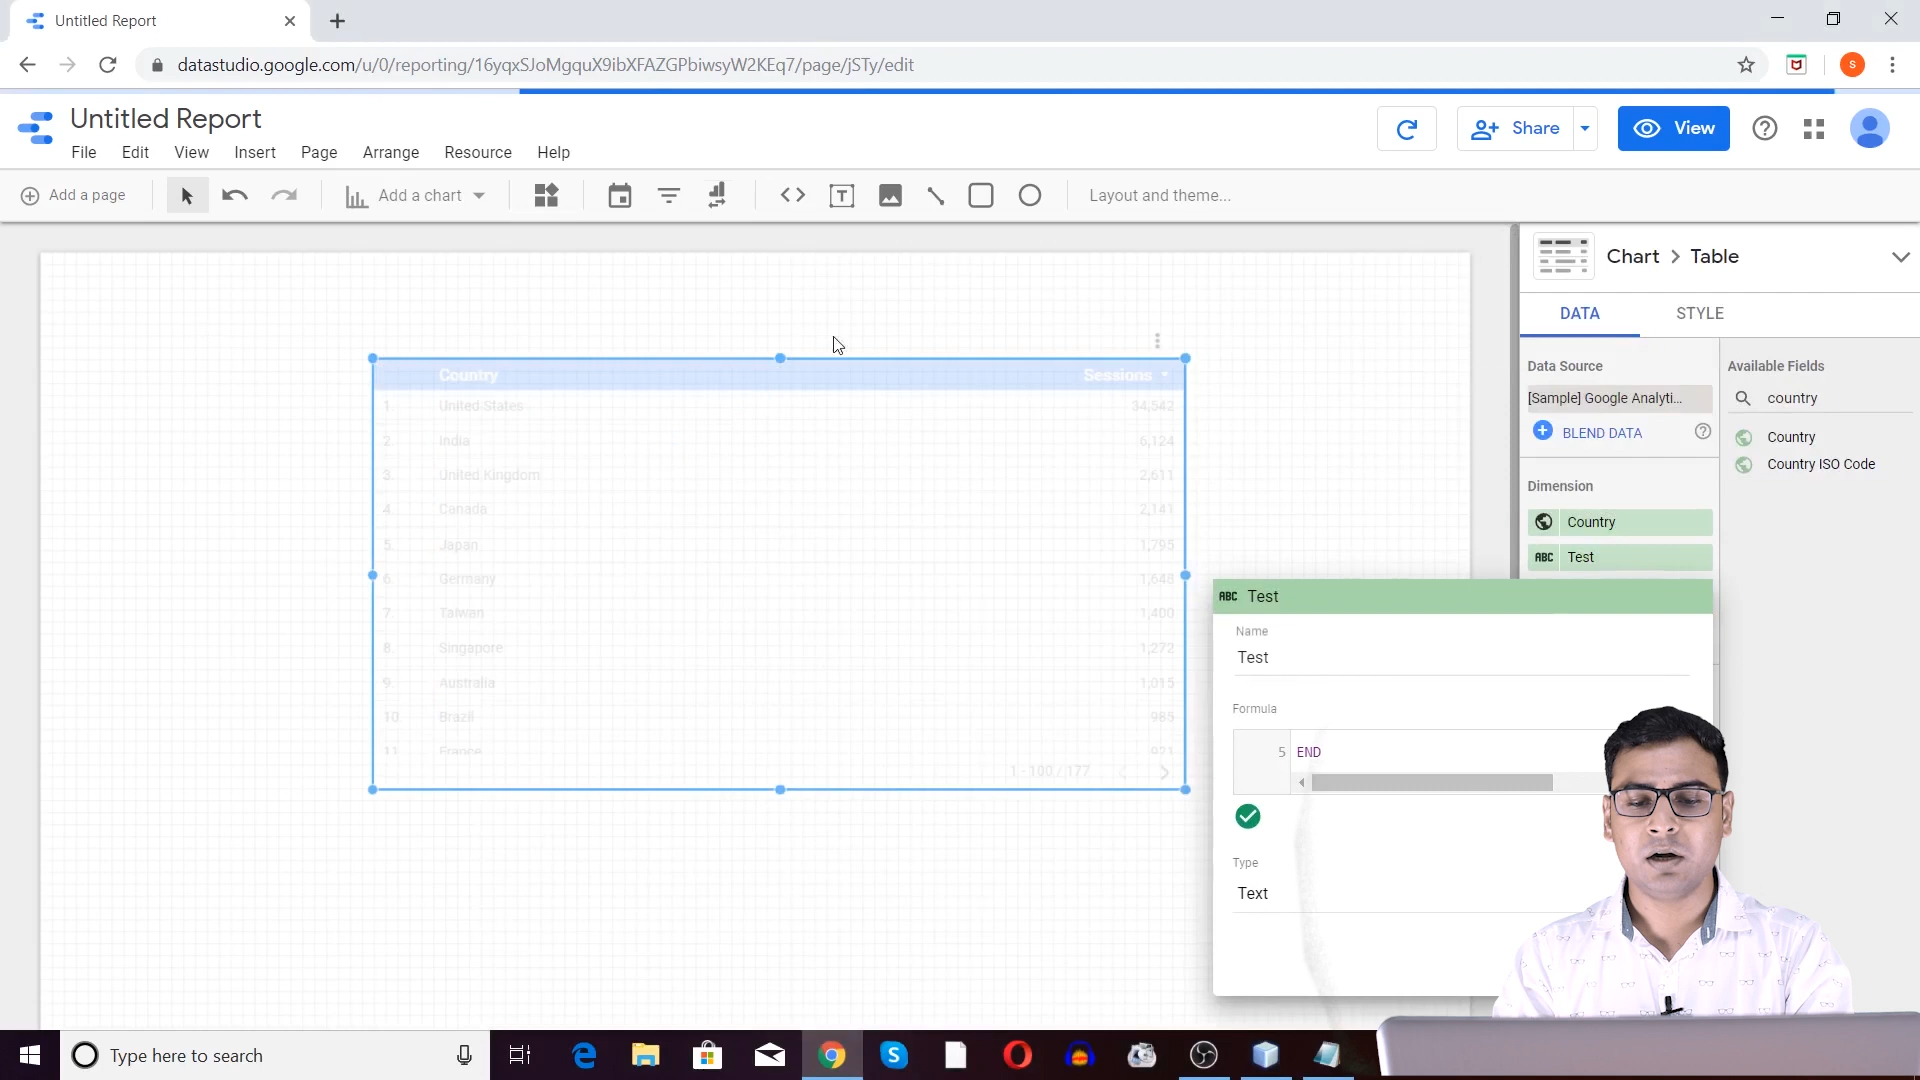 Untitled Report
datastudio.google.com/u/0/reporting/16yqxSJoMgquX9ibXFAZGPbiwsyW2KEq7/page/jSTy/edit
S
Untitled Report
File Edit View Insert Page Arrange Resource Help
Share
View
Add a page
Add a chart
Layout and theme...
Chart > Table
DATA STYLE
Data Source
[Sample] Google Analyti...
BLEND DATA
Dimension
Country
ABC Test
Available Fields
country
Country
Country ISO Code
Country Sessions
1. United States 34,542
2. India 6,124
3. United Kingdom 2,611
4. Canada 2,141
5. Japan 1,795
6. Germany 1,648
7. Taiwan 1,400
8. Singapore 1,272
9. Australia 1,015
10. Brazil 985
11. France 921
1 - 100 / 177
ABC Test
Name
Test
Formula
5 END
Type
Text
Type here to search